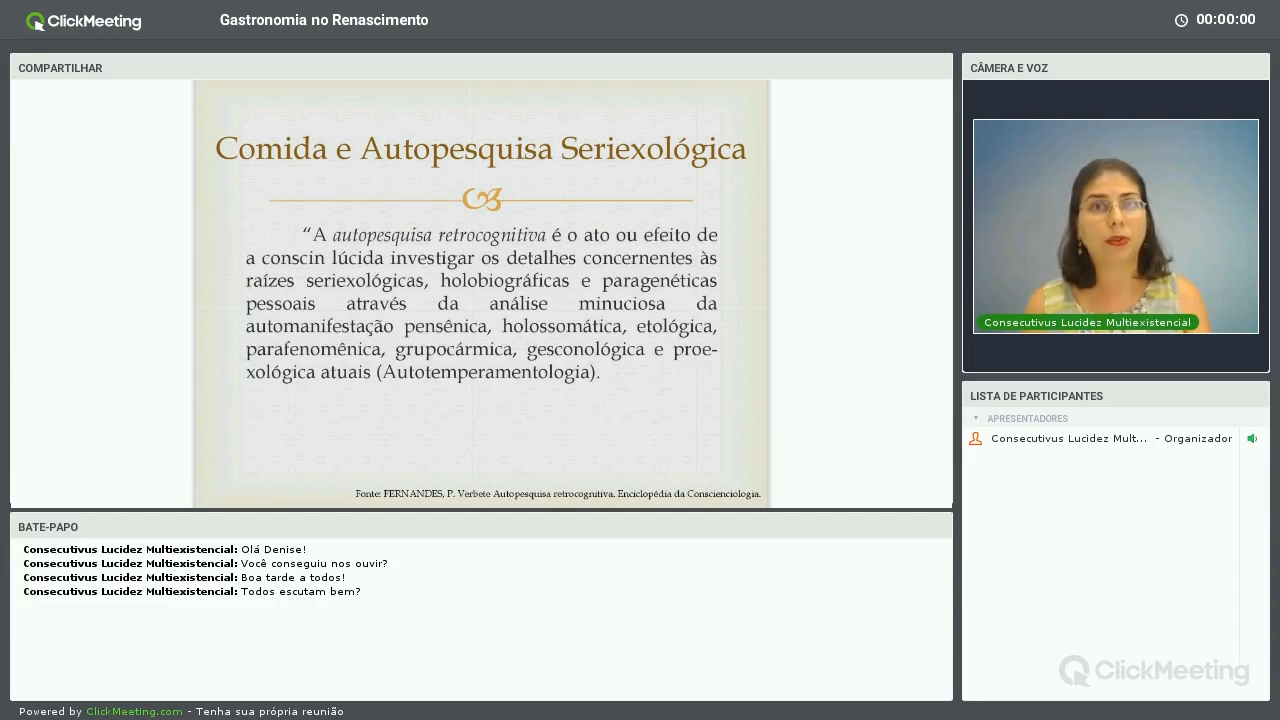 ClickMeeting
Gastronomia no Renascimento
00:00:00
COMPARTILHAR
Comida e Autopesquisa Seriexológica
“A autopesquisa retrocognitiva é o ato ou efeito de
a conscin lúcida investigar os detalhes concernentes às
raízes seriexológicas, holobiográficas e paragenéticas
pessoais através da análise minuciosa da
automanifestação pensênica, holossomática, etológica,
parafenomênica, grupocármica, gesconológica e proe-
xológica atuais (Autotemperamentologia).
Fonte: FERNANDES, P. Verbete Autopesquisa retrocognitiva. Enciclopédia da Conscienciologia.
CÂMERA E VOZ
Consecutivus Lucidez Multiexistencial
LISTA DE PARTICIPANTES
APRESENTADORES
Consecutivus Lucidez Mult... - Organizador
ClickMeeting
BATE-PAPO
Consecutivus Lucidez Multiexistencial: Olá Denise!
Consecutivus Lucidez Multiexistencial: Você conseguiu nos ouvir?
Consecutivus Lucidez Multiexistencial: Boa tarde a todos!
Consecutivus Lucidez Multiexistencial: Todos escutam bem?
Powered by ClickMeeting.com - Tenha sua própria reunião